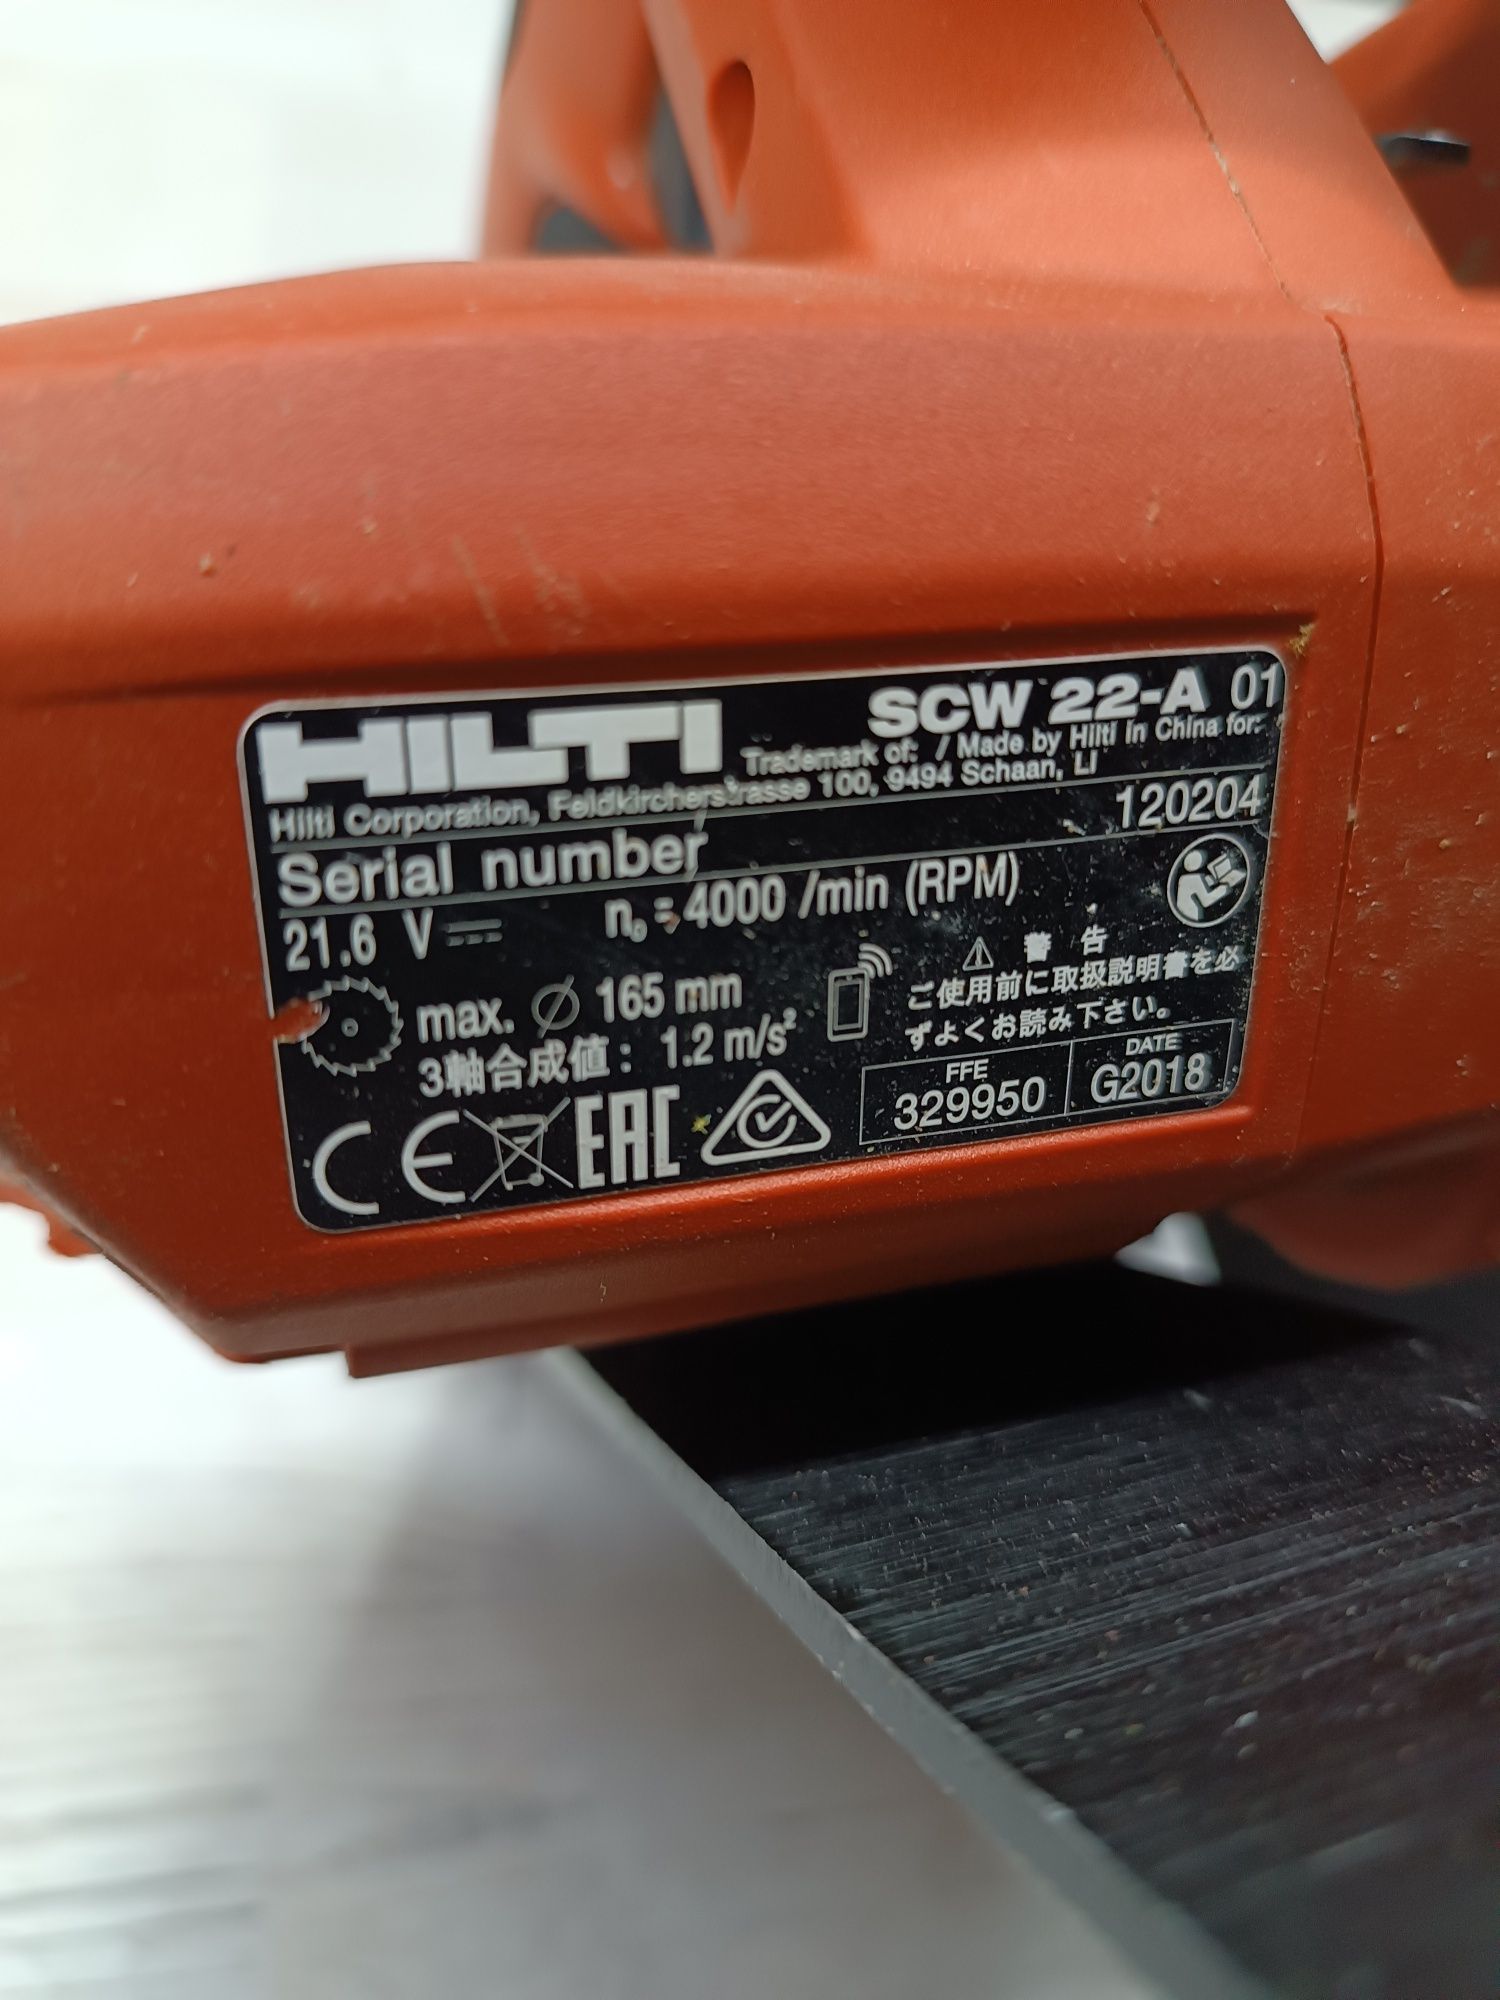 HILTI SCW 22-A 01
Trademark of: / Made by Hilti in China for:
Hilti Corporation, Feldkircherstrasse 100, 9494 Schaan, LI
Serial number 120204
21.6 V n₀ = 4000 /min (RPM)
max. ⌀ 165 mm
3軸合成値: 1.2 m/s²
⚠ 警告
ご使用前に取扱説明書を必
ずよくお読み下さい。
CE EAC
FFE
329950
DATE
G2018